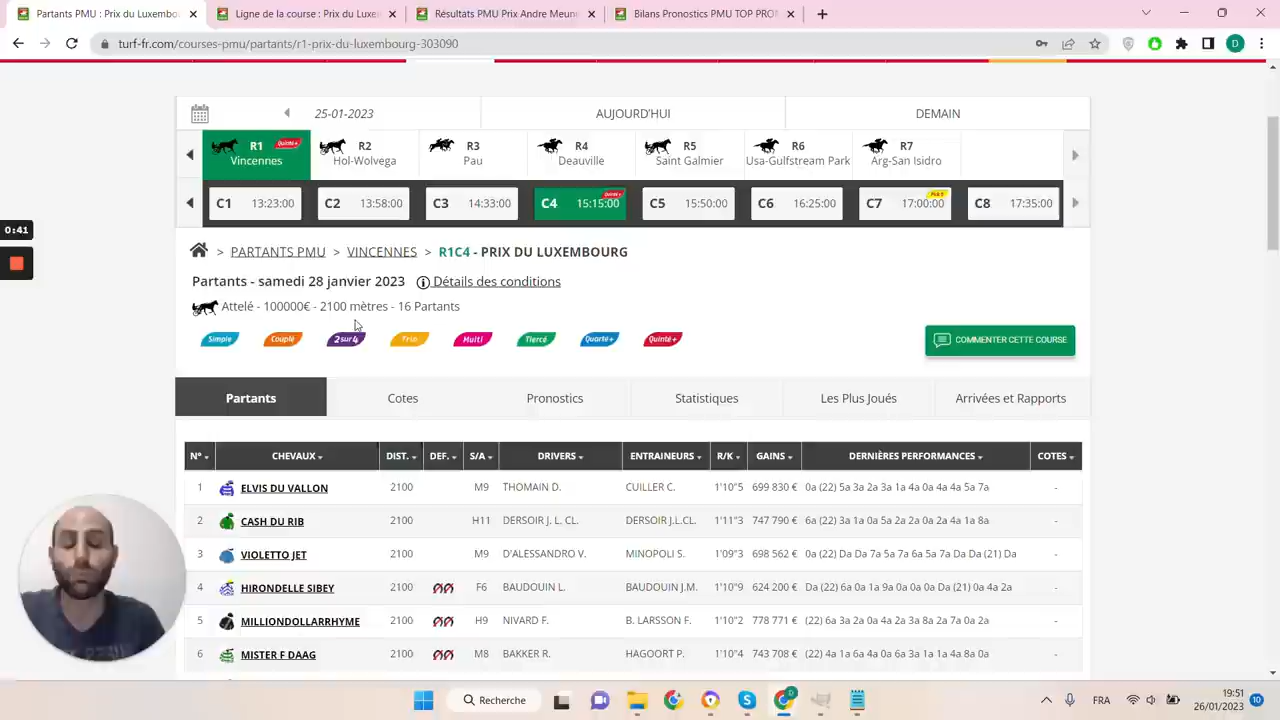 Partants PMU : Prix du Luxemb
Ligne de course : Prix du Luxe
Résultats PMU Prix Andre Meune
Bilans Pronostics PMU TOP PRO
turf-fr.com/courses-pmu/partants/r1-prix-du-luxembourg-303090
25-01-2023 AUJOURD'HUI DEMAIN
R1 Quinté+ R2 R3 R4 R5 R6 R7
Vincennes Hol-Wolvega Pau Deauville Saint Galmier Usa-Gulfstream Park Arg-San Isidro
C1 13:23:00 C2 13:58:00 C3 14:33:00 C4 15:15:00 C5 15:50:00 C6 16:25:00 C7 17:00:00 C8 17:35:00
0:41
> PARTANTS PMU > VINCENNES > R1C4 - PRIX DU LUXEMBOURG
Partants - samedi 28 janvier 2023 Détails des conditions
Attelé - 100000€ - 2100 mètres - 16 Partants
Simple Couplé 2sur4 Trio Multi Tiercé Quarté+ Quinté+
COMMENTER CETTE COURSE
Partants Cotes Pronostics Statistiques Les Plus Joués Arrivées et Rapports
N° CHEVAUX DIST. DEF. S/A DRIVERS ENTRAINEURS R/K GAINS DERNIÈRES PERFORMANCES COTES
1 ELVIS DU VALLON 2100 M9 THOMAIN D. CUILLER C. 1'10"5 699 830 € 0a (22) 5a 3a 2a 3a 1a 4a 0a 4a 4a 5a 7a -
2 CASH DU RIB 2100 H11 DERSOIR J. L. CL. DERSOIR J.L.CL. 1'11"3 747 790 € 6a (22) 3a 1a 0a 5a 2a 2a 0a 2a 4a 1a 8a -
3 VIOLETTO JET 2100 M9 D'ALESSANDRO V. MINOPOLI S. 1'09"3 698 562 € 0a (22) Da Da 7a 5a 7a 6a 5a 7a Da Da (21) Da -
4 HIRONDELLE SIBEY 2100 F6 BAUDOUIN L. BAUDOUIN J.M. 1'10"9 624 200 € Da (22) 6a 0a 1a 9a 0a 0a 0a Da (21) 0a 4a 2a -
5 MILLIONDOLLARRHYME 2100 H9 NIVARD F. B. LARSSON F. 1'10"2 778 771 € (22) 6a 3a 2a 0a 4a 2a 3a 8a 2a 7a 0a 2a -
6 MISTER F DAAG 2100 M8 BAKKER R. HAGOORT P. 1'10"4 743 708 € (22) 4a 1a 6a 4a 0a 6a 3a 1a 1a 4a 8a 0a -
Recherche
FRA
19:51
26/01/2023
10